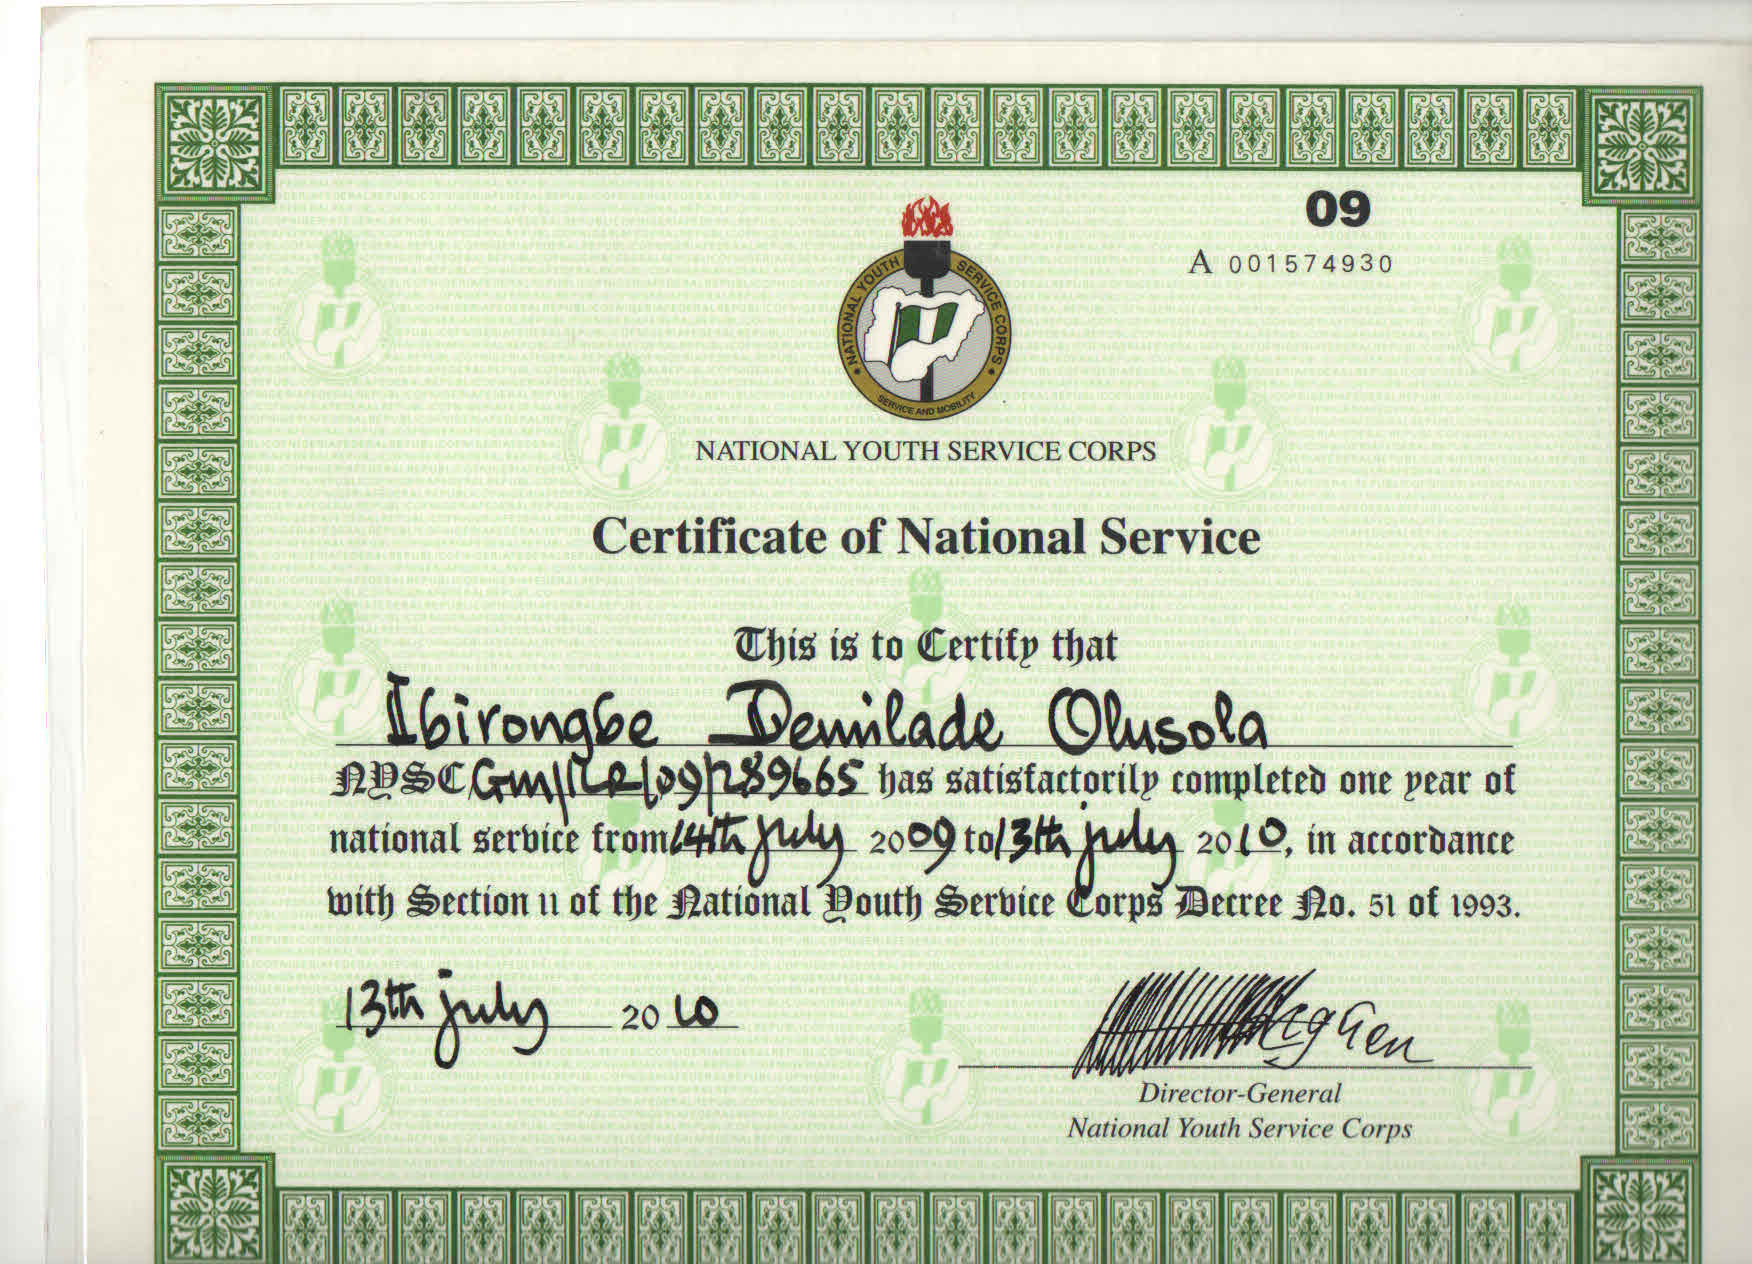 09
A 001574930
NATIONAL YOUTH SERVICE CORPS
SERVICE AND MOBILITY
NATIONAL YOUTH SERVICE CORPS
Certificate of National Service
This is to Certify that
Ibirongbe Demilade Olusola
NYSC Gm/ /09/1289665 has satisfactorily completed one year of
national service from 14th july 2009 to 13th july 2010, in accordance
with Section 11 of the National Youth Service Corps Decree No. 51 of 1993.
13th july 2010
Director-General
National Youth Service Corps